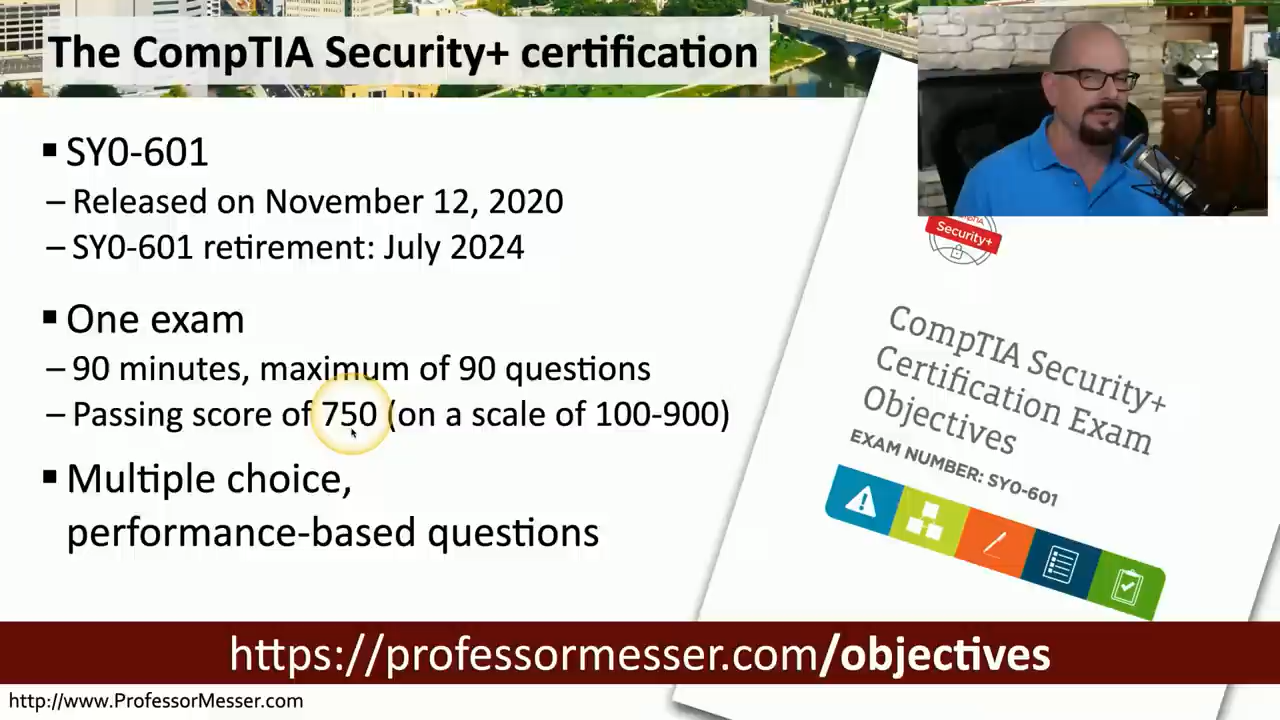 The CompTIA Security+ certification
▪ SY0-601
– Released on November 12, 2020
– SY0-601 retirement: July 2024
▪ One exam
– 90 minutes, maximum of 90 questions
– Passing score of 750 (on a scale of 100-900)
▪ Multiple choice,
performance-based questions
Security+
CompTIA Security+
Certification Exam
Objectives
EXAM NUMBER: SY0-601
https://professormesser.com/objectives
http://www.ProfessorMesser.com